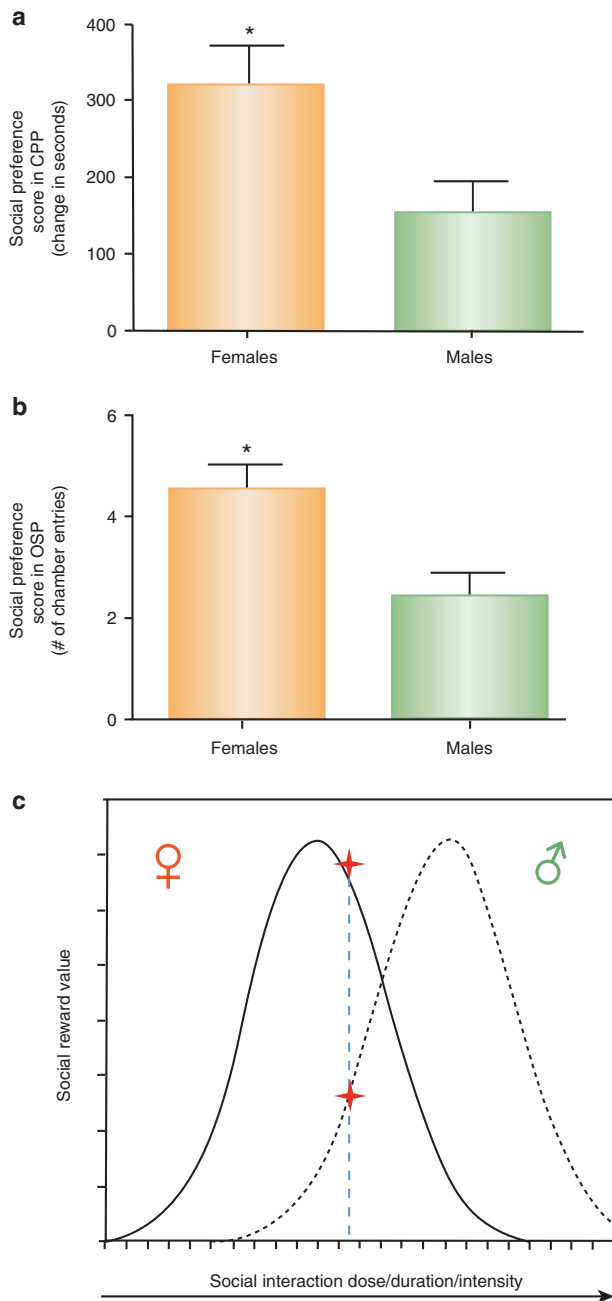 a
Social preference
score in CPP
(change in seconds)
400
300
200
100
0
*
Females
Males
b
Social preference
score in OSP
(# of chamber entries)
6
4
2
0
*
Females
Males
c
♀
♂
Social reward value
Social interaction dose/duration/intensity